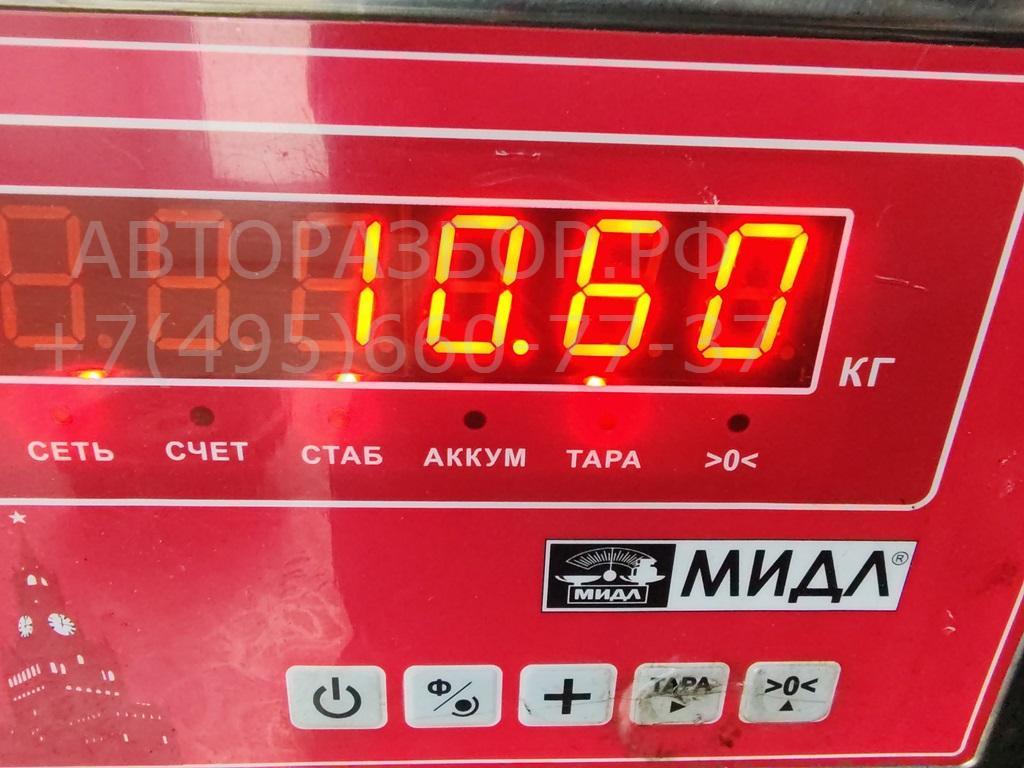 АВТОРАЗБОР.РФ
+7(495)660-77-37
10.60
КГ
СЕТЬ СЧЕТ СТАБ АККУМ ТАРА >0<
МИДЛ МИДЛ®
Ф ТАРА >0<